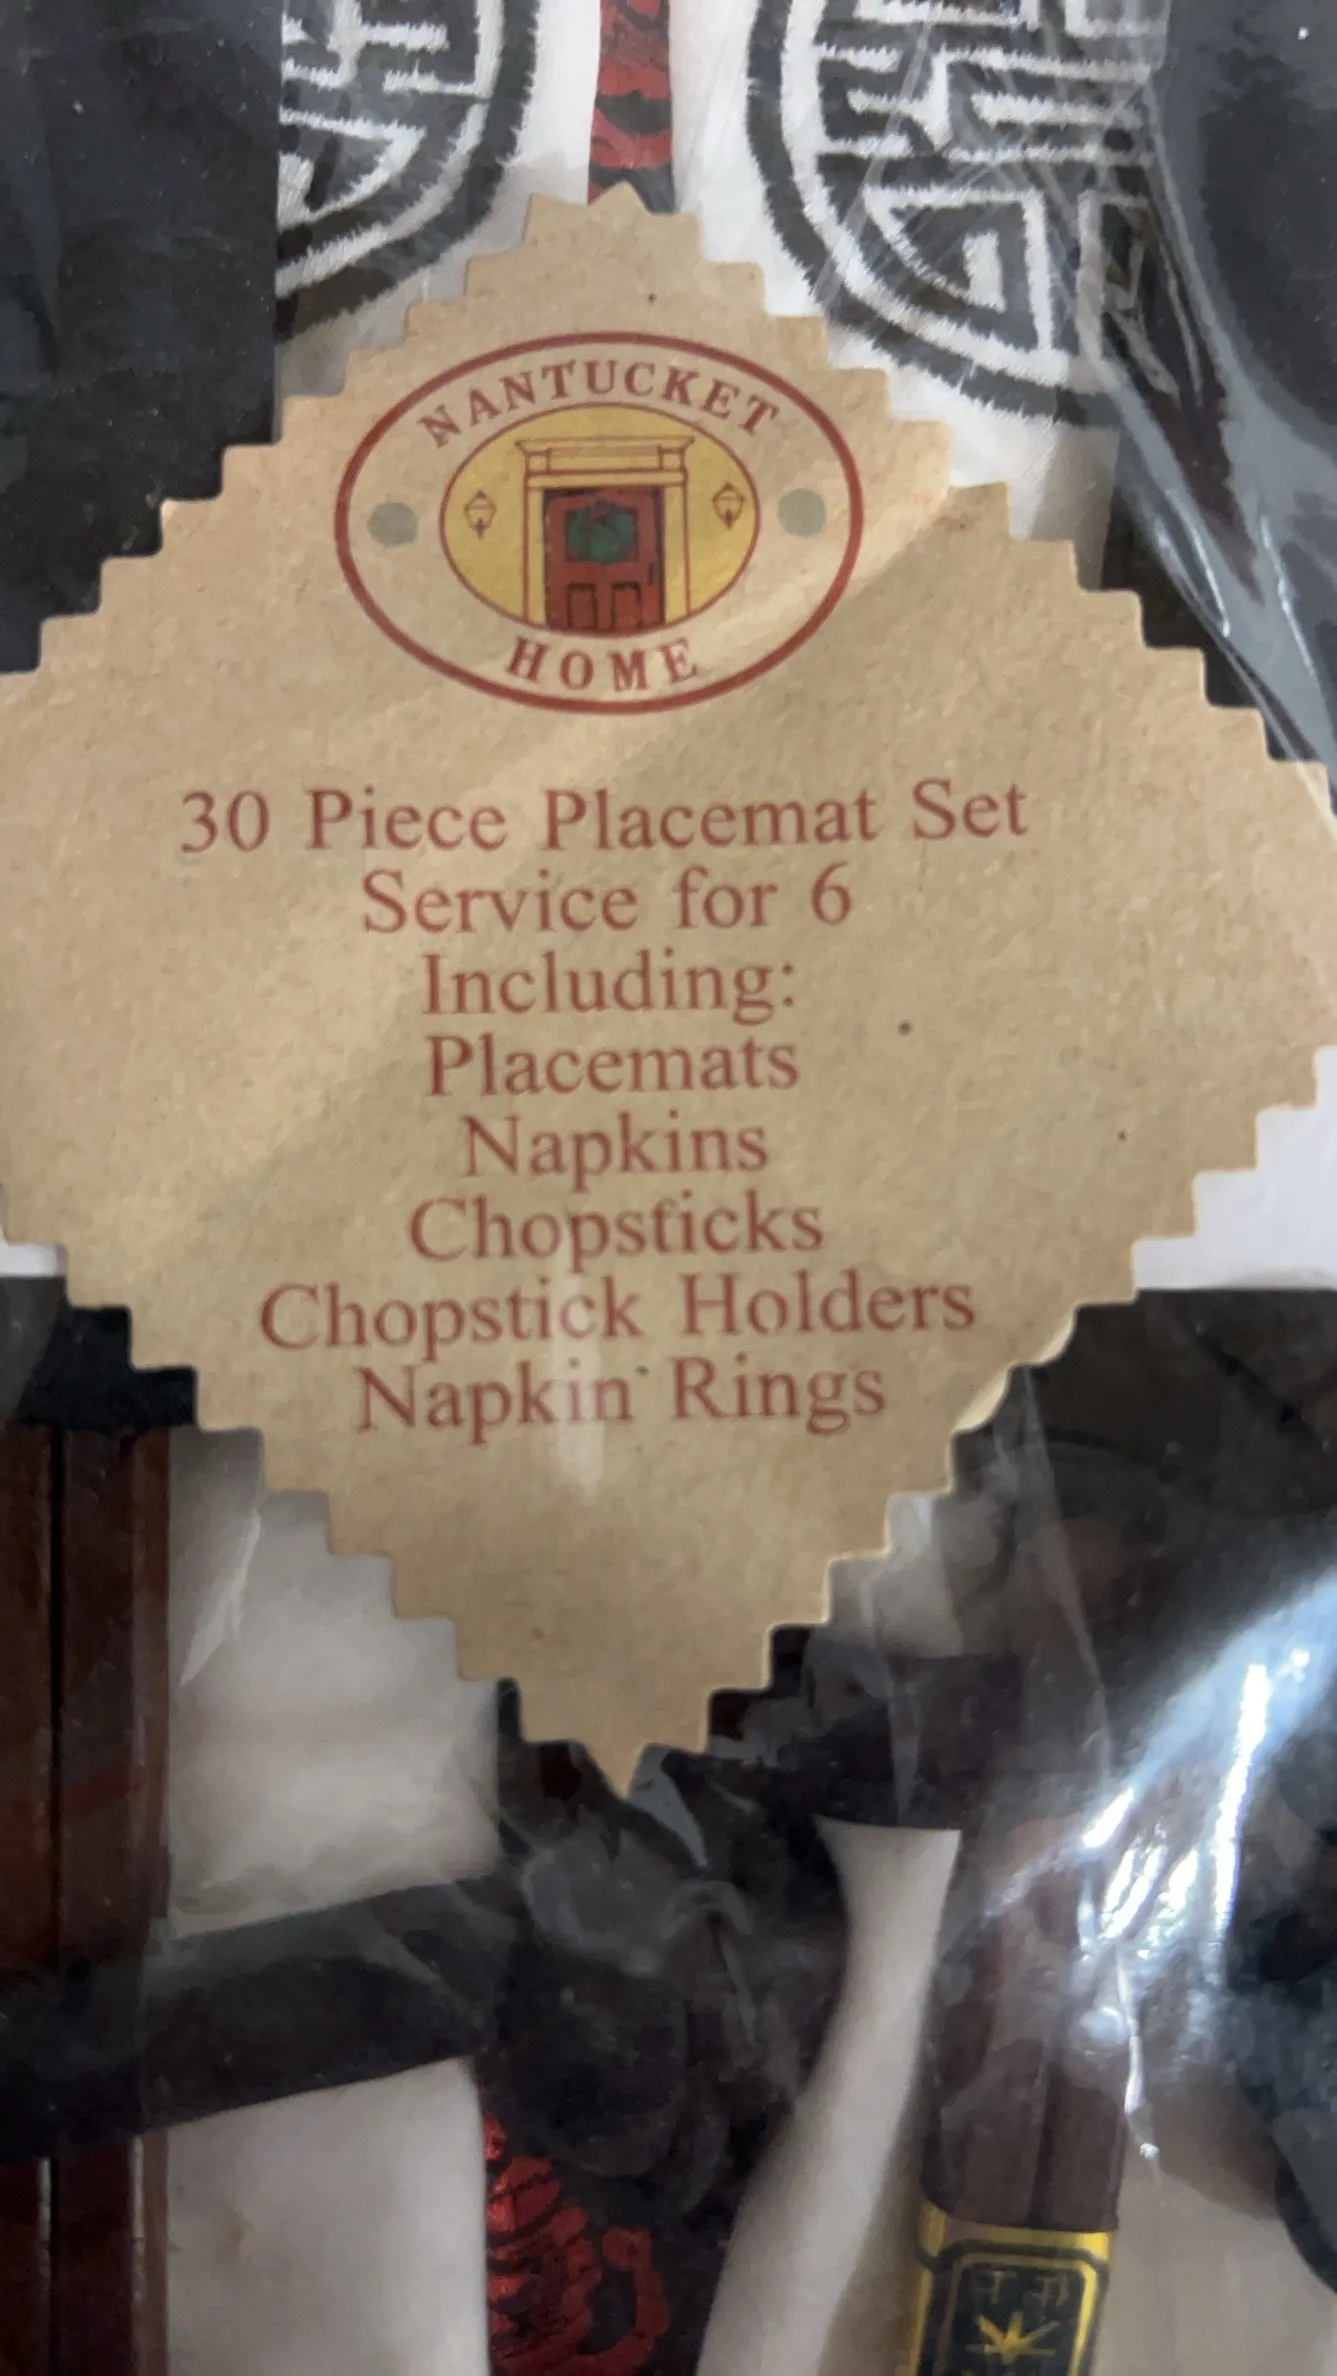 NANTUCKET
HOME
30 Piece Placemat Set
Service for 6
Including:
Placemats
Napkins
Chopsticks
Chopstick Holders
Napkin Rings